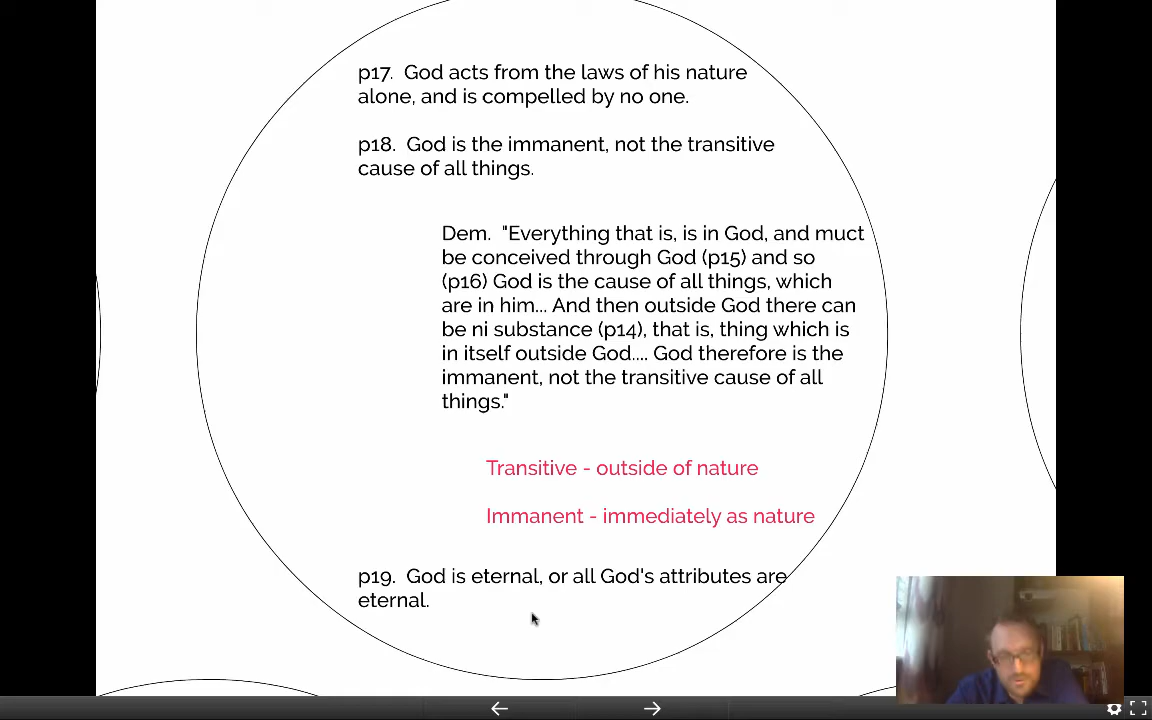 p17.  God acts from the laws of his nature
alone, and is compelled by no one.
p18.  God is the immanent, not the transitive
cause of all things.
Dem.  "Everything that is, is in God, and muct
be conceived through God (p15) and so
(p16) God is the cause of all things, which
are in him... And then outside God there can
be ni substance (p14), that is, thing which is
in itself outside God.... God therefore is the
immanent, not the transitive cause of all
things."
Transitive - outside of nature
Immanent - immediately as nature
p19.  God is eternal, or all God's attributes are
eternal.